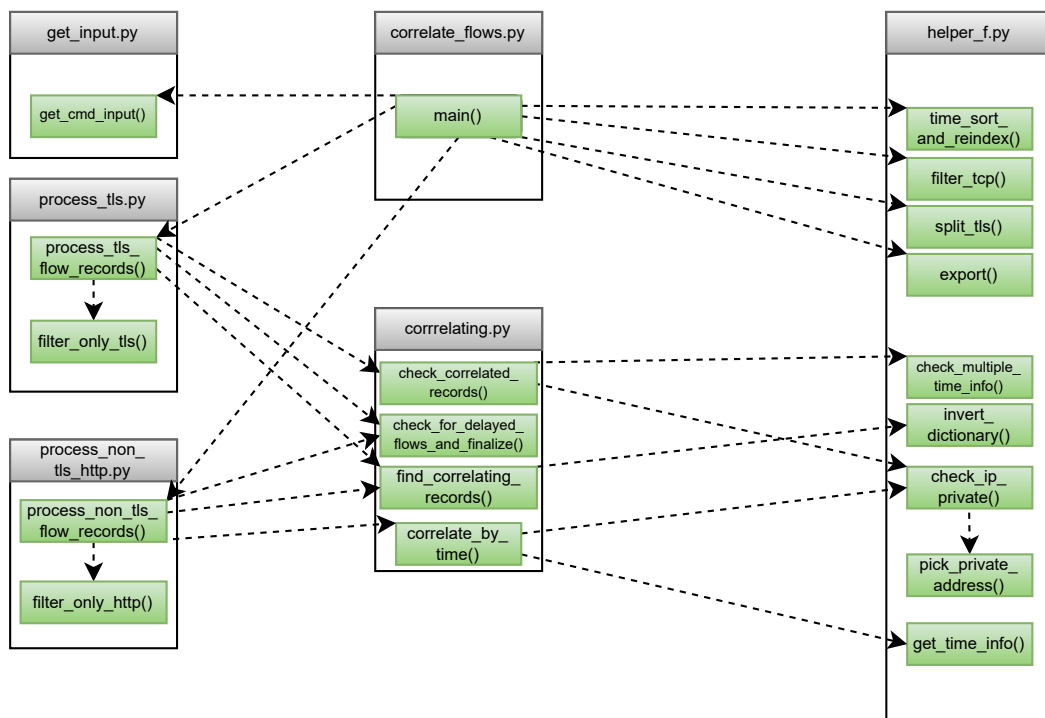 get_input.py
get_cmd_input()
process_tls.py
process_tls_
flow_records()
filter_only_tls()
process_non_
tls_http.py
process_non_tls_
flow_records()
filter_only_http()
correlate_flows.py
main()
corrrelating.py
check_correlated_
records()
check_for_delayed_
flows_and_finalize()
find_correlating_
records()
correlate_by_
time()
helper_f.py
time_sort_
and_reindex()
filter_tcp()
split_tls()
export()
check_multiple_
time_info()
invert_
dictionary()
check_ip_
private()
pick_private_
address()
get_time_info()